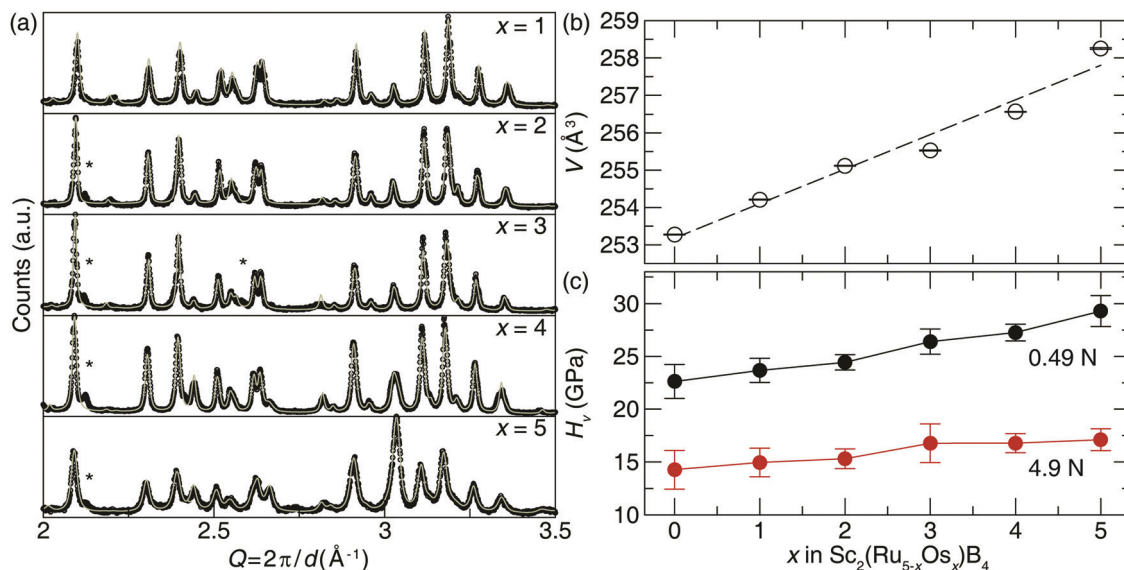 (a)
x = 1
x = 2
*
x = 3
*
*
x = 4
*
x = 5
*
Counts (a.u.)
2
2.5
3
3.5
Q=2π/d(Å⁻¹)
(b)
259
258
257
256
255
254
253
V (Å³)
(c)
30
25
20
15
10
Hᵥ (GPa)
0.49 N
4.9 N
0
1
2
3
4
5
x in Sc₂(Ru₅₋ₓOsₓ)B₄